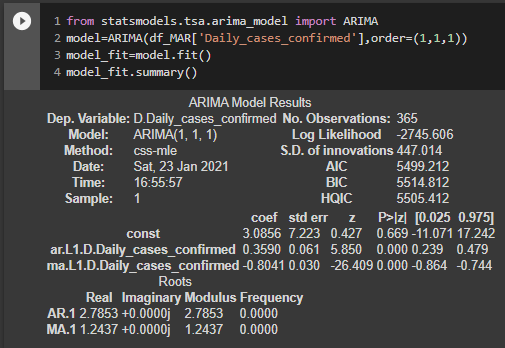 1 from statsmodels.tsa.arima_model import ARIMA
2 model=ARIMA(df_MAR['Daily_cases_confirmed'],order=(1,1,1))
3 model_fit=model.fit()
4 model_fit.summary()
ARIMA Model Results
Dep. Variable: D.Daily_cases_confirmed No. Observations: 365
Model: ARIMA(1, 1, 1) Log Likelihood -2745.606
Method: css-mle S.D. of innovations 447.014
Date: Sat, 23 Jan 2021 AIC 5499.212
Time: 16:55:57 BIC 5514.812
Sample: 1 HQIC 5505.412
coef std err z P>|z| [0.025 0.975]
const 3.0856 7.223 0.427 0.669 -11.071 17.242
ar.L1.D.Daily_cases_confirmed 0.3590 0.061 5.850 0.000 0.239 0.479
ma.L1.D.Daily_cases_confirmed -0.8041 0.030 -26.409 0.000 -0.864 -0.744
Roots
Real Imaginary Modulus Frequency
AR.1 2.7853 +0.0000j 2.7853 0.0000
MA.1 1.2437 +0.0000j 1.2437 0.0000